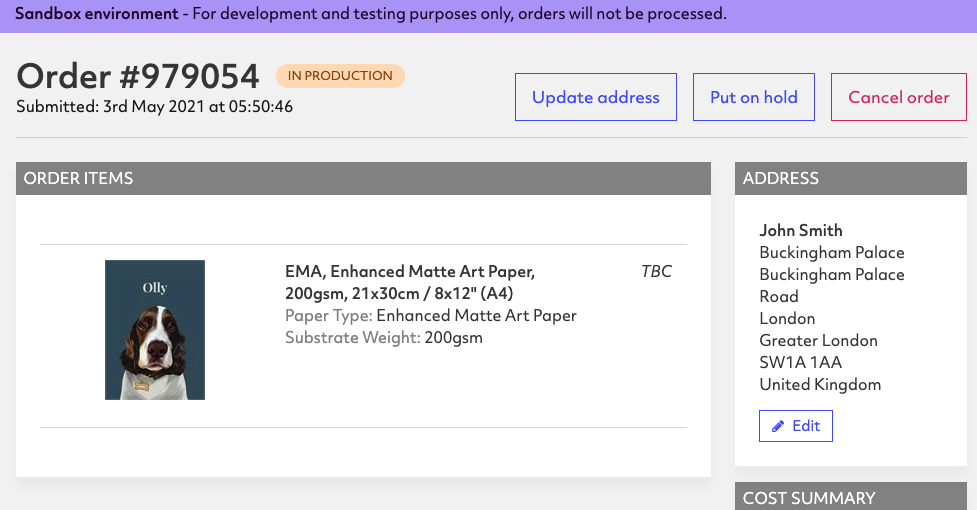 Sandbox environment - For development and testing purposes only, orders will not be processed.
Order #979054 IN PRODUCTION
Submitted: 3rd May 2021 at 05:50:46
Update address
Put on hold
Cancel order
ORDER ITEMS
Olly
EMA, Enhanced Matte Art Paper,
200gsm, 21x30cm / 8x12" (A4)
Paper Type: Enhanced Matte Art Paper
Substrate Weight: 200gsm
TBC
ADDRESS
John Smith
Buckingham Palace
Buckingham Palace
Road
London
Greater London
SW1A 1AA
United Kingdom
Edit
COST SUMMARY